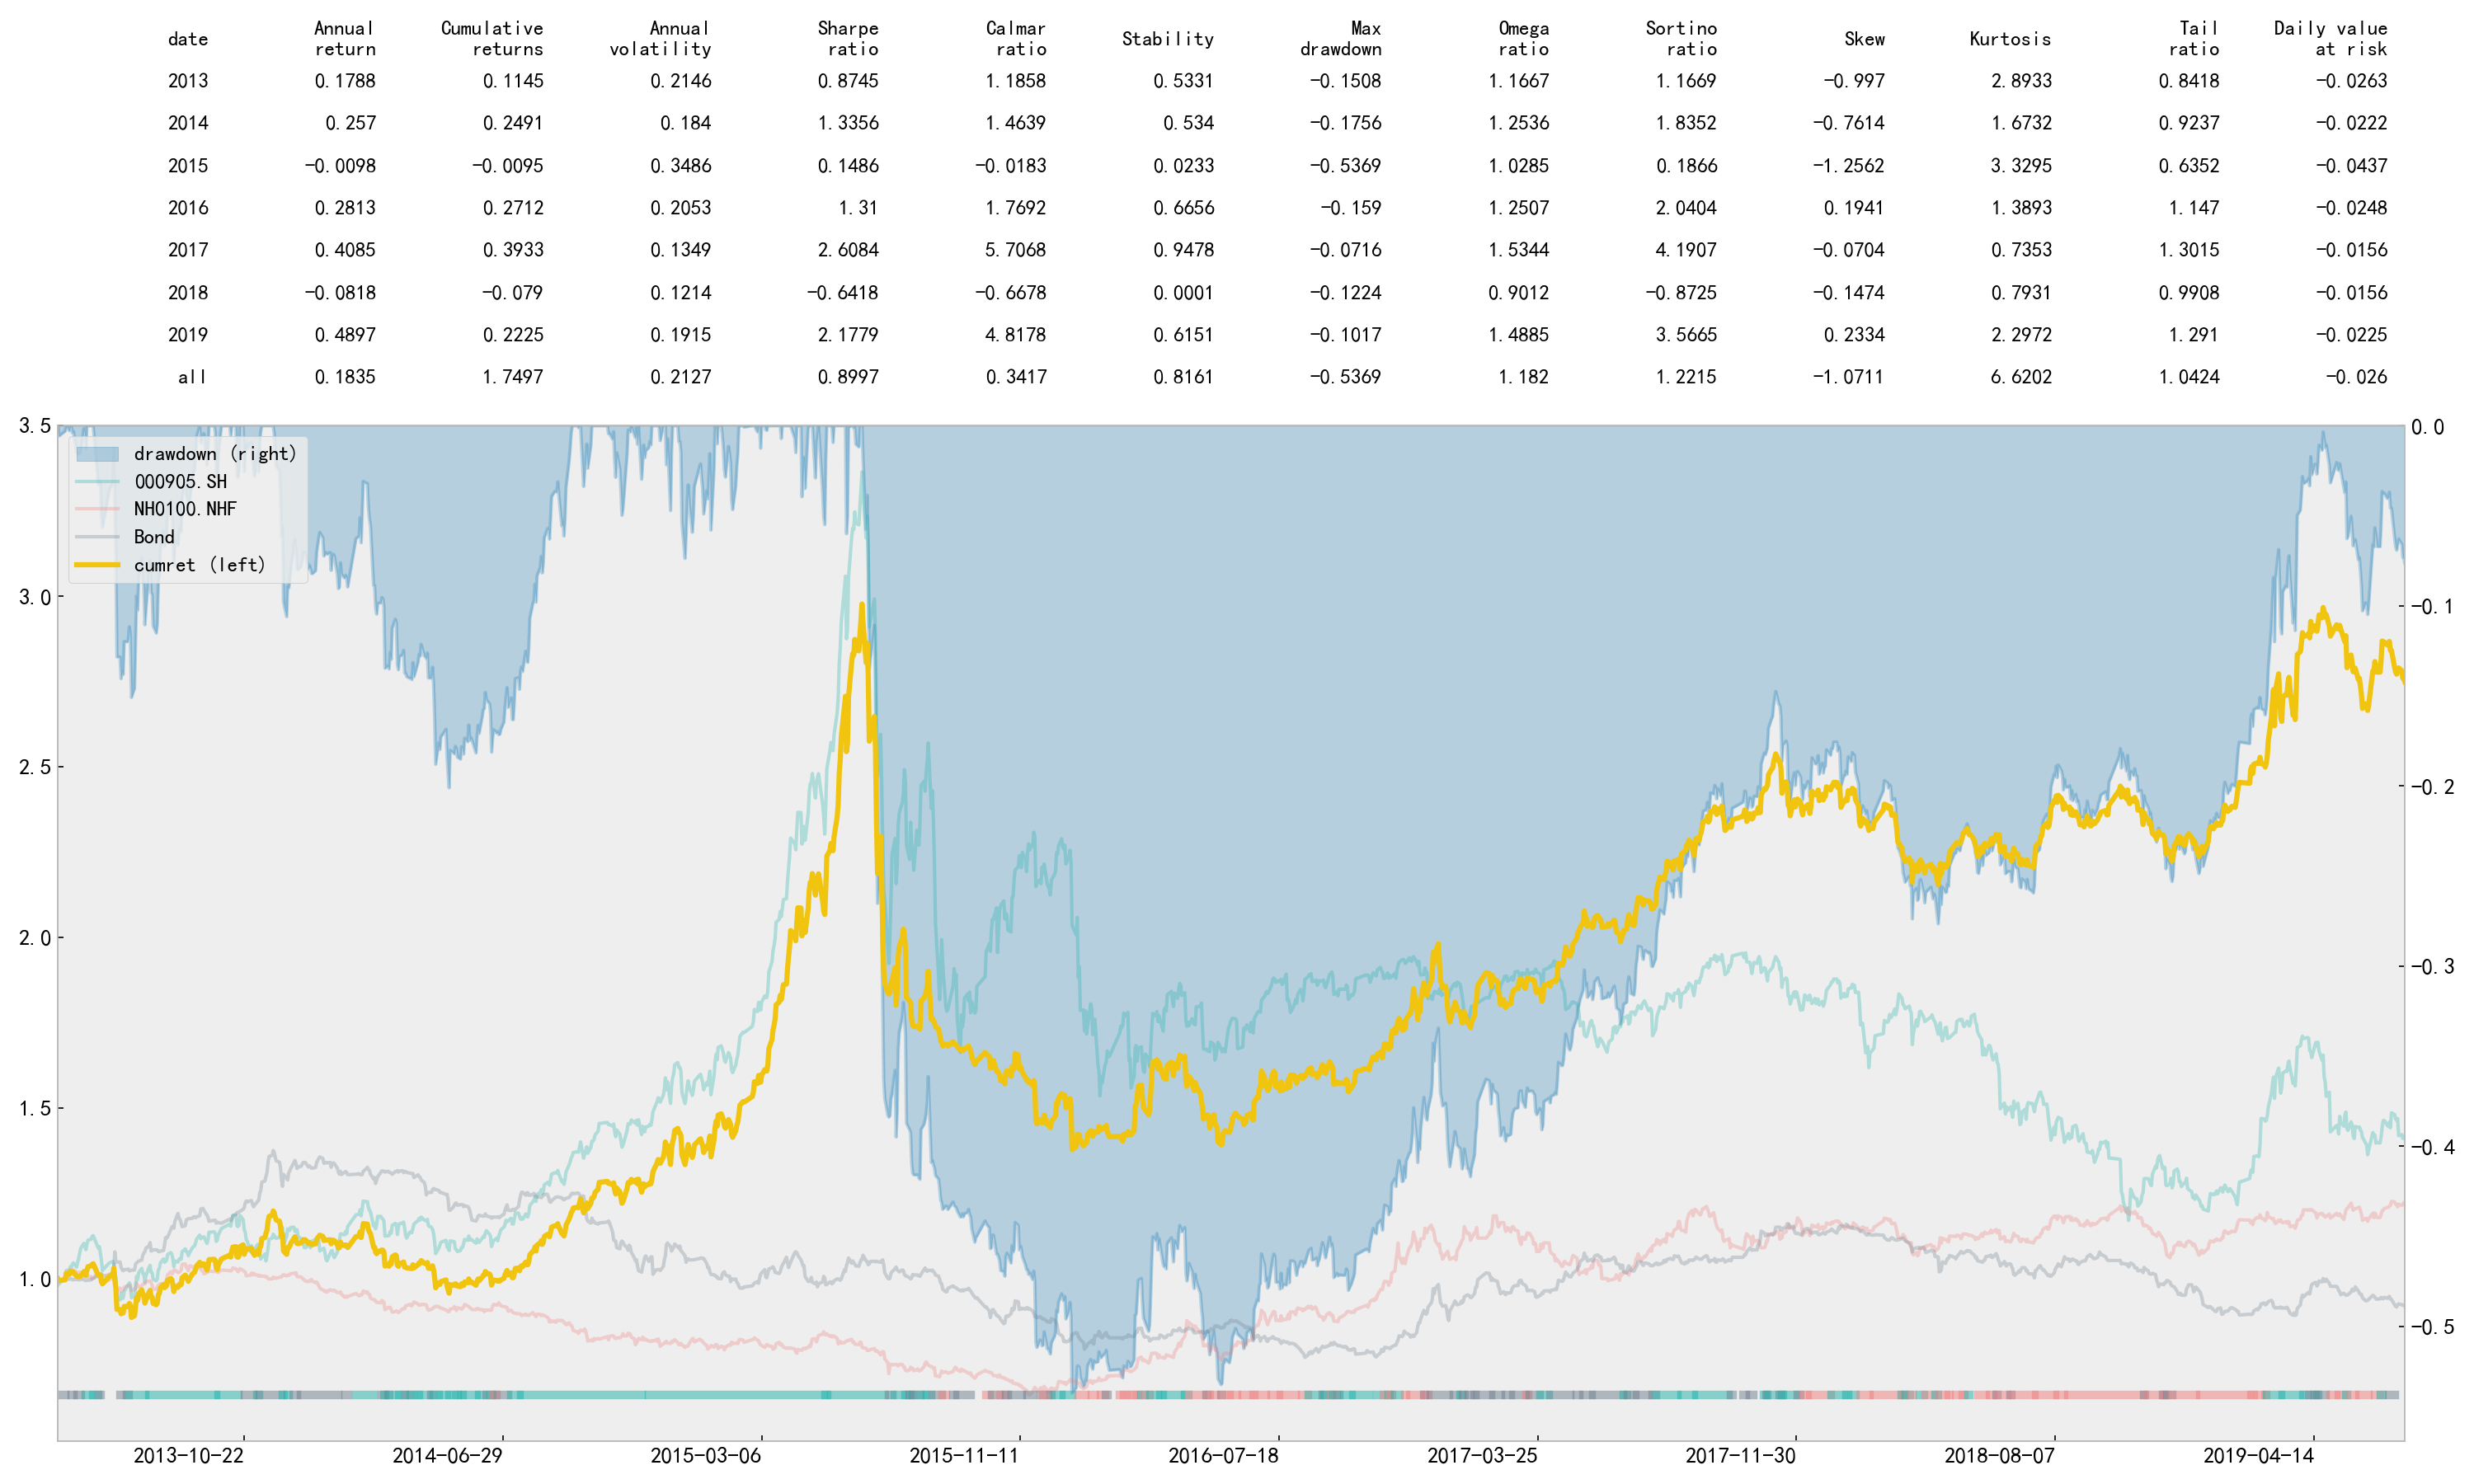 date Annual return Cumulative returns Annual volatility Sharpe ratio Calmar ratio Stability Max drawdown Omega ratio Sortino ratio Skew Kurtosis Tail ratio Daily value at risk
2013 0.1788 0.1145 0.2146 0.8745 1.1858 0.5331 −0.1508 1.1667 1.1669 −0.997 2.8933 0.8418 −0.0263
2014 0.257 0.2491 0.184 1.3356 1.4639 0.534 −0.1756 1.2536 1.8352 −0.7614 1.6732 0.9237 −0.0222
2015 −0.0098 −0.0095 0.3486 0.1486 −0.0183 0.0233 −0.5369 1.0285 0.1866 −1.2562 3.3295 0.6352 −0.0437
2016 0.2813 0.2712 0.2053 1.31 1.7692 0.6656 −0.159 1.2507 2.0404 0.1941 1.3893 1.147 −0.0248
2017 0.4085 0.3933 0.1349 2.6084 5.7068 0.9478 −0.0716 1.5344 4.1907 −0.0704 0.7353 1.3015 −0.0156
2018 −0.0818 −0.079 0.1214 −0.6418 −0.6678 0.0001 −0.1224 0.9012 −0.8725 −0.1474 0.7931 0.9908 −0.0156
2019 0.4897 0.2225 0.1915 2.1779 4.8178 0.6151 −0.1017 1.4885 3.5665 0.2334 2.2972 1.291 −0.0225
all 0.1835 1.7497 0.2127 0.8997 0.3417 0.8161 −0.5369 1.182 1.2215 −1.0711 6.6202 1.0424 −0.026
3.5
3.0
2.5
2.0
1.5
1.0
drawdown (right)
000905.SH
NH0100.NHF
Bond
cumret (left)
0.0
−0.1
−0.2
−0.3
−0.4
−0.5
2013-10-22 2014-06-29 2015-03-06 2015-11-11 2016-07-18 2017-03-25 2017-11-30 2018-08-07 2019-04-14